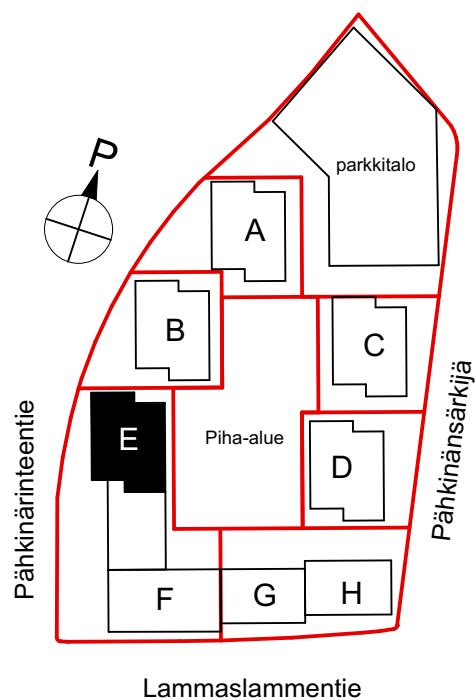 parkkitalo
P
A
B
C
E
Piha-alue
D
F
G
H
Pähkinärinteentie
Pähkinänsärkijä
Lammaslammentie